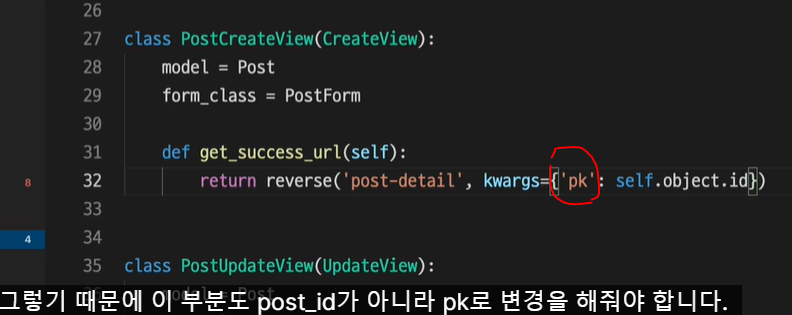 26
27 class PostCreateView(CreateView):
28 model = Post
29 form_class = PostForm
30
31 def get_success_url(self):
8 32 return reverse('post-detail', kwargs={'pk': self.object.id})
33
4 34
35 class PostUpdateView(UpdateView):
그렇기 때문에 이 부분도 post_id가 아니라 pk로 변경을 해줘야 합니다.